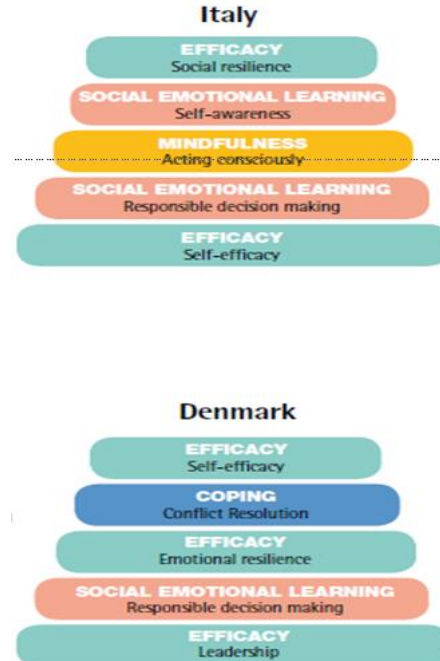 Italy
EFFICACY
Social resilience
SOCIAL EMOTIONAL LEARNING
Self-awareness
MINDFULNESS
Acting consciously
SOCIAL EMOTIONAL LEARNING
Responsible decision making
EFFICACY
Self-efficacy
Denmark
EFFICACY
Self-efficacy
COPING
Conflict Resolution
EFFICACY
Emotional resilience
SOCIAL EMOTIONAL LEARNING
Responsible decision making
EFFICACY
Leadership